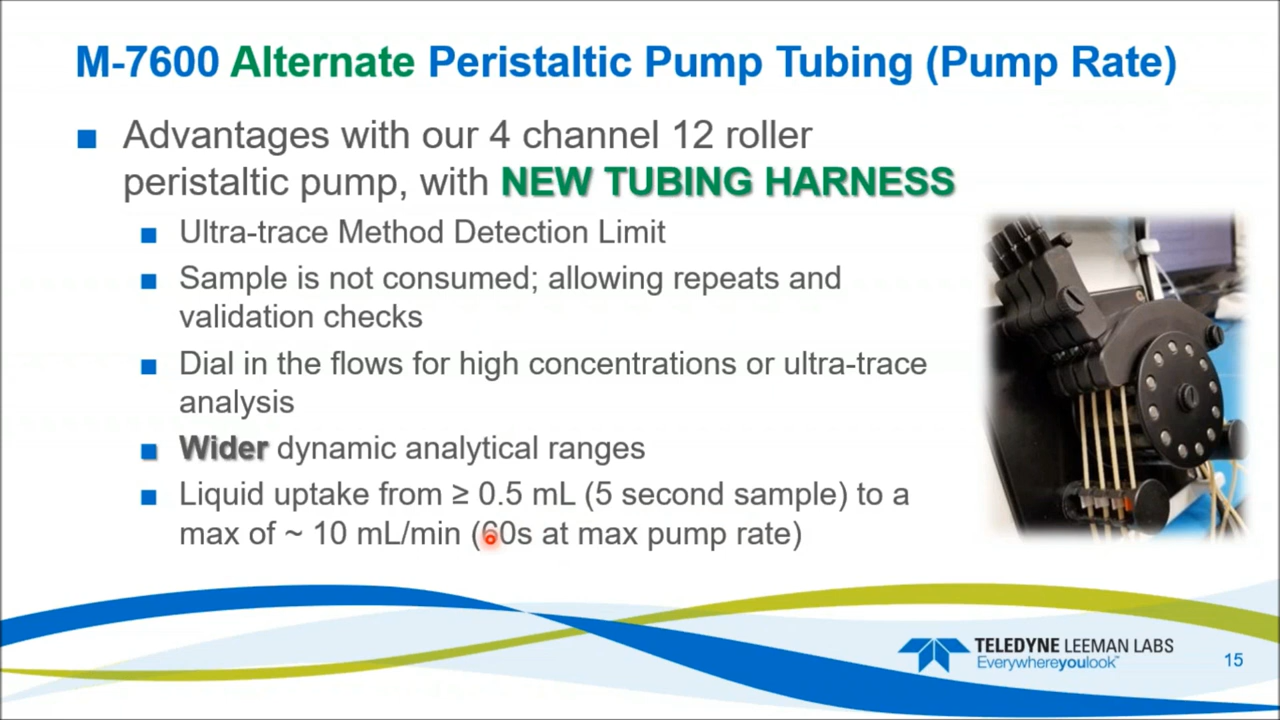 M-7600 Alternate Peristaltic Pump Tubing (Pump Rate)
Advantages with our 4 channel 12 roller
peristaltic pump, with NEW TUBING HARNESS
Ultra-trace Method Detection Limit
Sample is not consumed; allowing repeats and
validation checks
Dial in the flows for high concentrations or ultra-trace
analysis
Wider dynamic analytical ranges
Liquid uptake from ≥ 0.5 mL (5 second sample) to a
max of ~ 10 mL/min (60s at max pump rate)
TELEDYNE LEEMAN LABS
Everywhereyoulook™
15